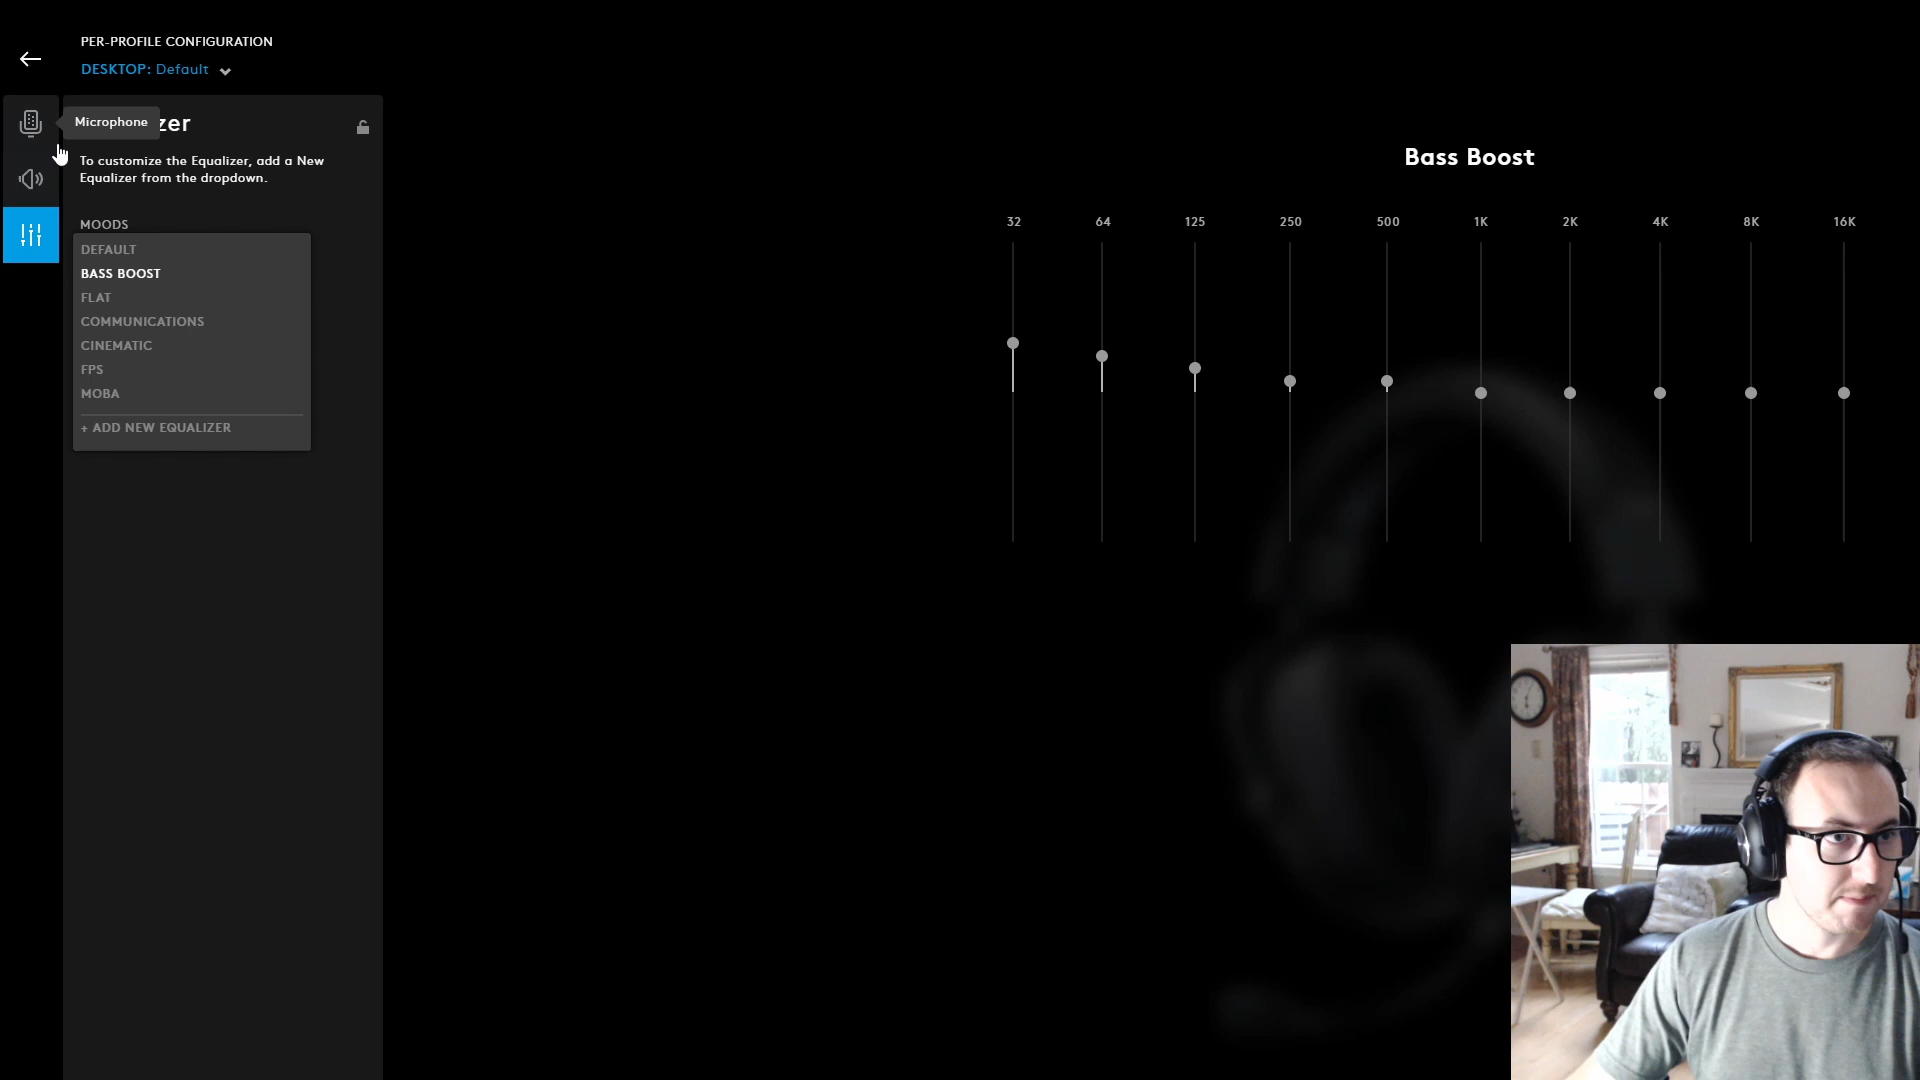 PER-PROFILE CONFIGURATION
DESKTOP: Default
Microphone
zer
To customize the Equalizer, add a New
Equalizer from the dropdown.
MOODS
DEFAULT
BASS BOOST
FLAT
COMMUNICATIONS
CINEMATIC
FPS
MOBA
+ ADD NEW EQUALIZER
Bass Boost
32 64 125 250 500 1K 2K 4K 8K 16K